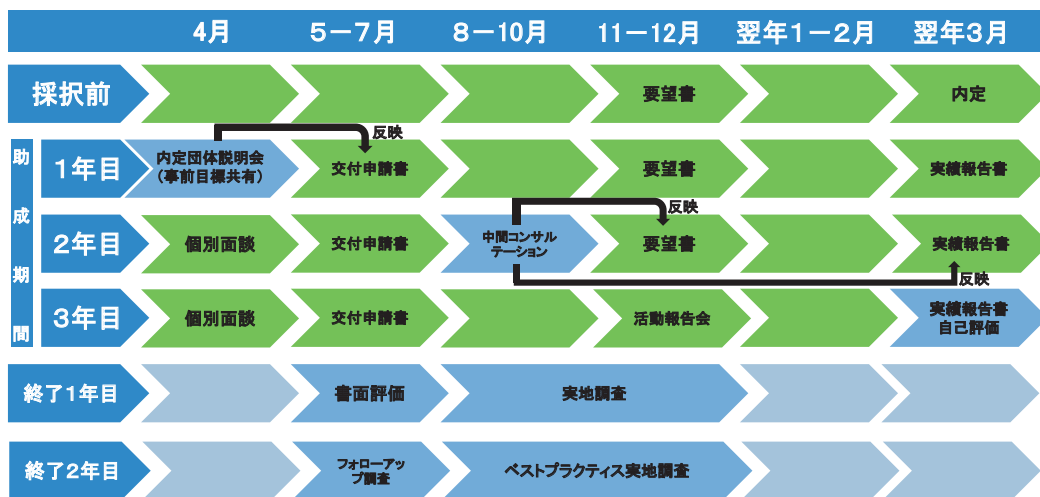 4月
5－7月
8－10月
11－12月
翌年1－2月
翌年3月
採択前
要望書
内定
助成期間
1年目
内定団体説明会
(事前目標共有)
反映
交付申請書
要望書
実績報告書
2年目
個別面談
交付申請書
中間コンサル
テーション
反映
要望書
実績報告書
反映
3年目
個別面談
交付申請書
活動報告会
実績報告書
自己評価
終了1年目
書面評価
実地調査
終了2年目
フォローアッ
プ調査
ベストプラクティス実地調査